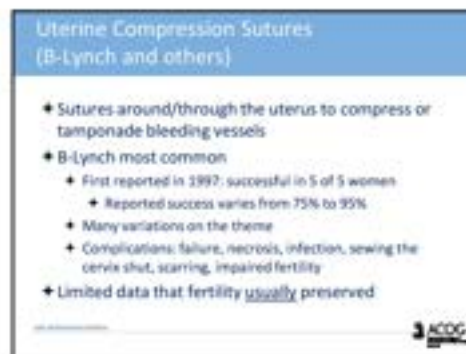 Uterine Compression Sutures
(B-Lynch and others)
Sutures around/through the uterus to compress or
tamponade bleeding vessels
B-Lynch most common
First reported in 1997: successful in 5 of 5 women
Reported success varies from 75% to 95%
Many variations on the theme
Complications: failure, necrosis, infection, sewing the
cervix shut, scarring, impaired fertility
Limited data that fertility usually preserved
ACOG